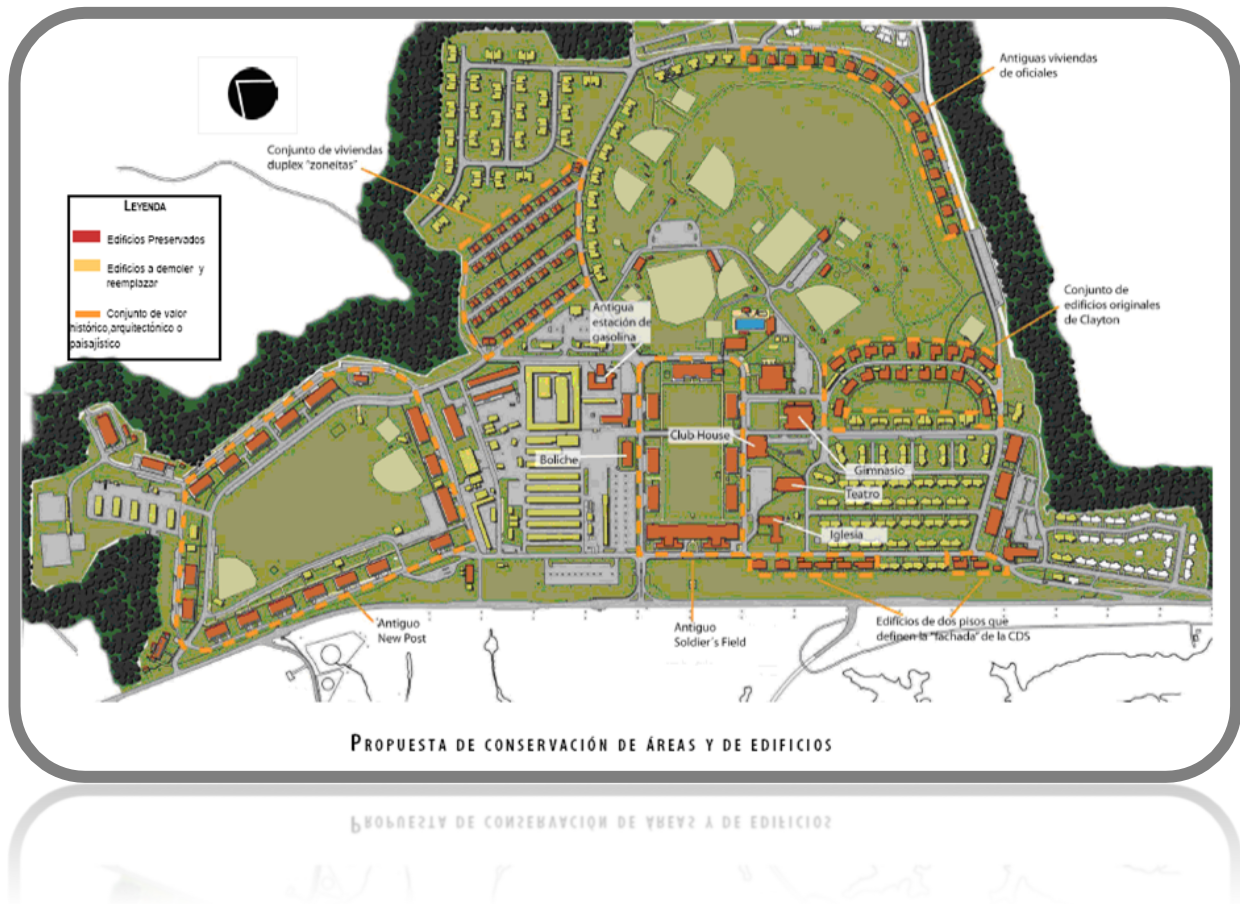 Antiguas viviendas
de oficiales
Conjunto de viviendas
duplex "zoneitas"
LEYENDA
Edificios Preservados
Edificios a demoler y
reemplazar
Conjunto de valor
histórico,arquitectónico o
paisajístico
Conjunto de
edificios originales
de Clayton
Antigua
estación de
gasolina
Club House
Boliche
Gimnasio
Teatro
Iglesia
Antiguo
New Post
Antiguo
Soldier´s Field
Edificios de dos pisos que
definen la "fachada" de la CDS
PROPUESTA DE CONSERVACIÓN DE ÁREAS Y DE EDIFICIOS